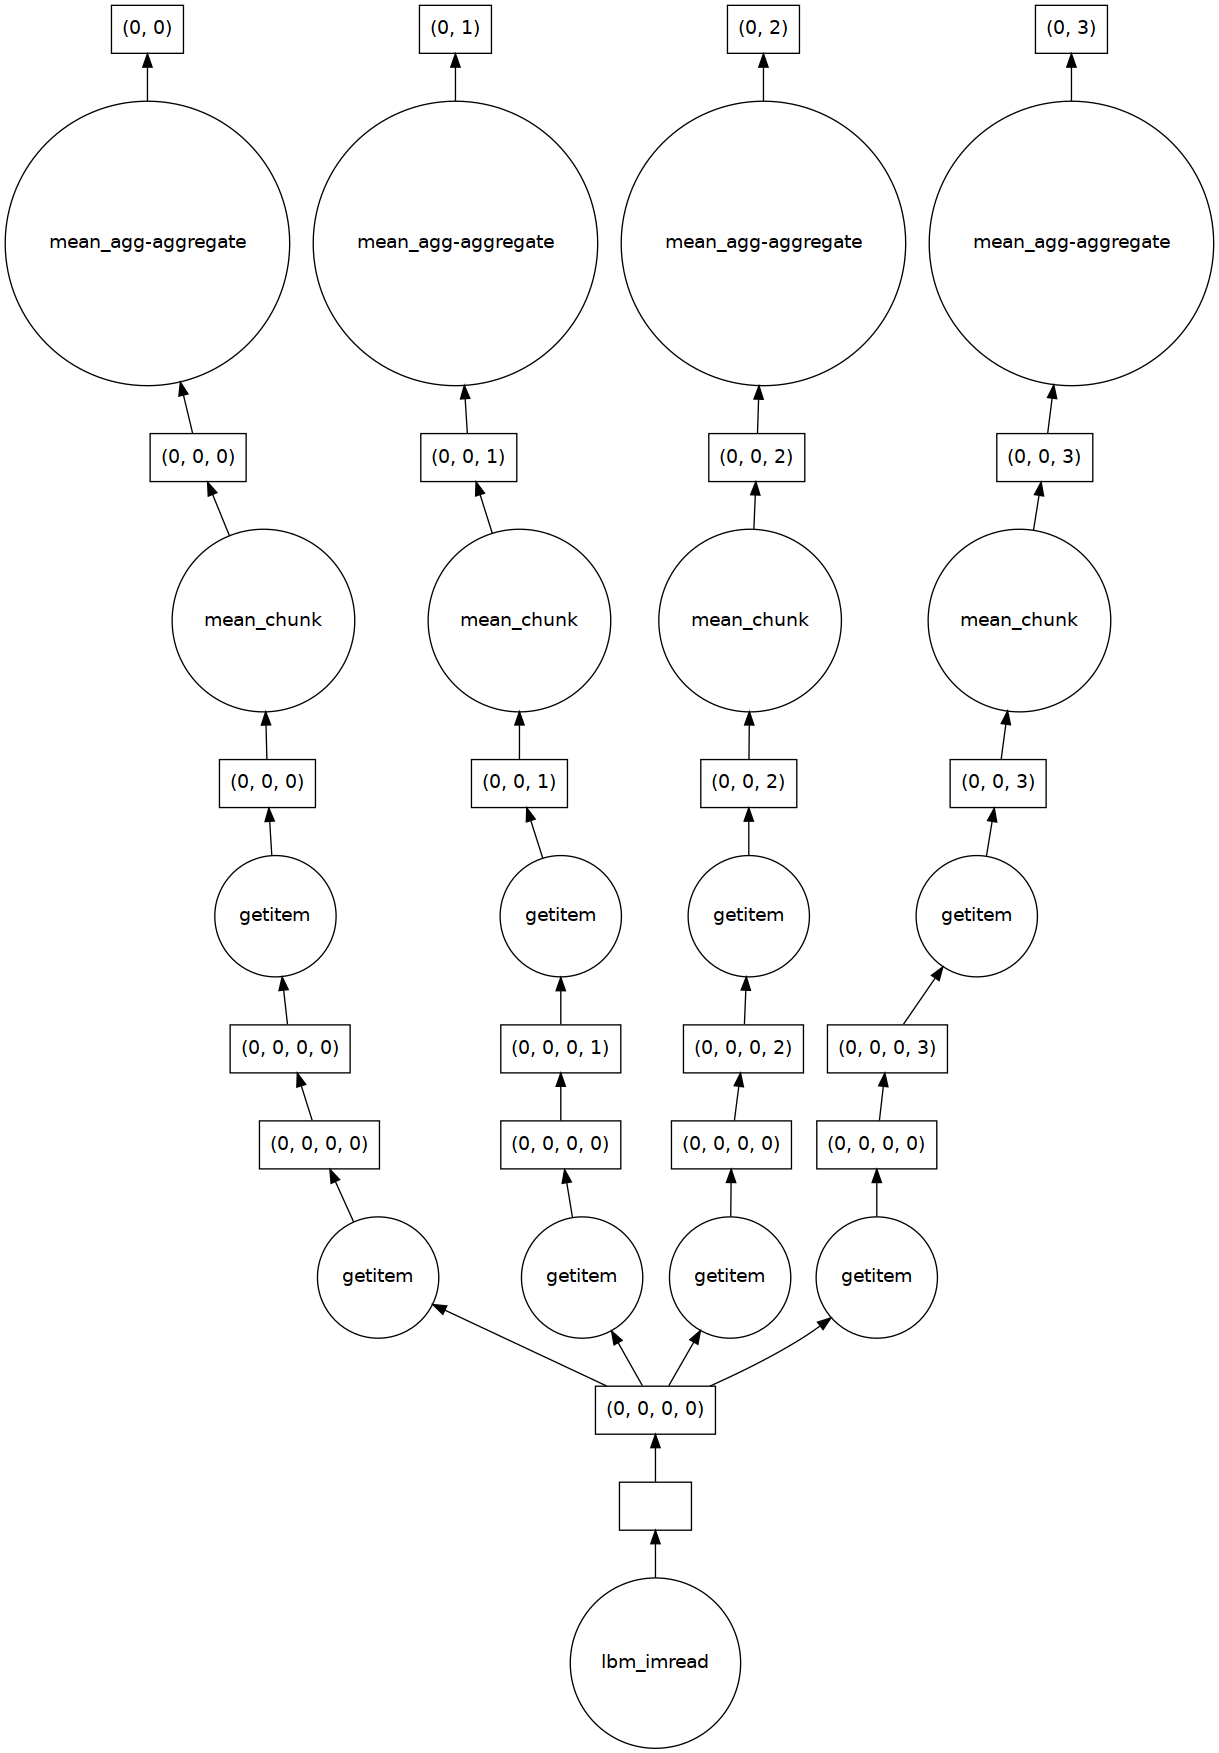 (0, 0)
(0, 1)
(0, 2)
(0, 3)
mean_agg-aggregate
mean_agg-aggregate
mean_agg-aggregate
mean_agg-aggregate
(0, 0, 0)
(0, 0, 1)
(0, 0, 2)
(0, 0, 3)
mean_chunk
mean_chunk
mean_chunk
mean_chunk
(0, 0, 0)
(0, 0, 1)
(0, 0, 2)
(0, 0, 3)
getitem
getitem
getitem
getitem
(0, 0, 0, 0)
(0, 0, 0, 1)
(0, 0, 0, 2)
(0, 0, 0, 3)
(0, 0, 0, 0)
(0, 0, 0, 0)
(0, 0, 0, 0)
(0, 0, 0, 0)
getitem
getitem
getitem
getitem
(0, 0, 0, 0)
lbm_imread